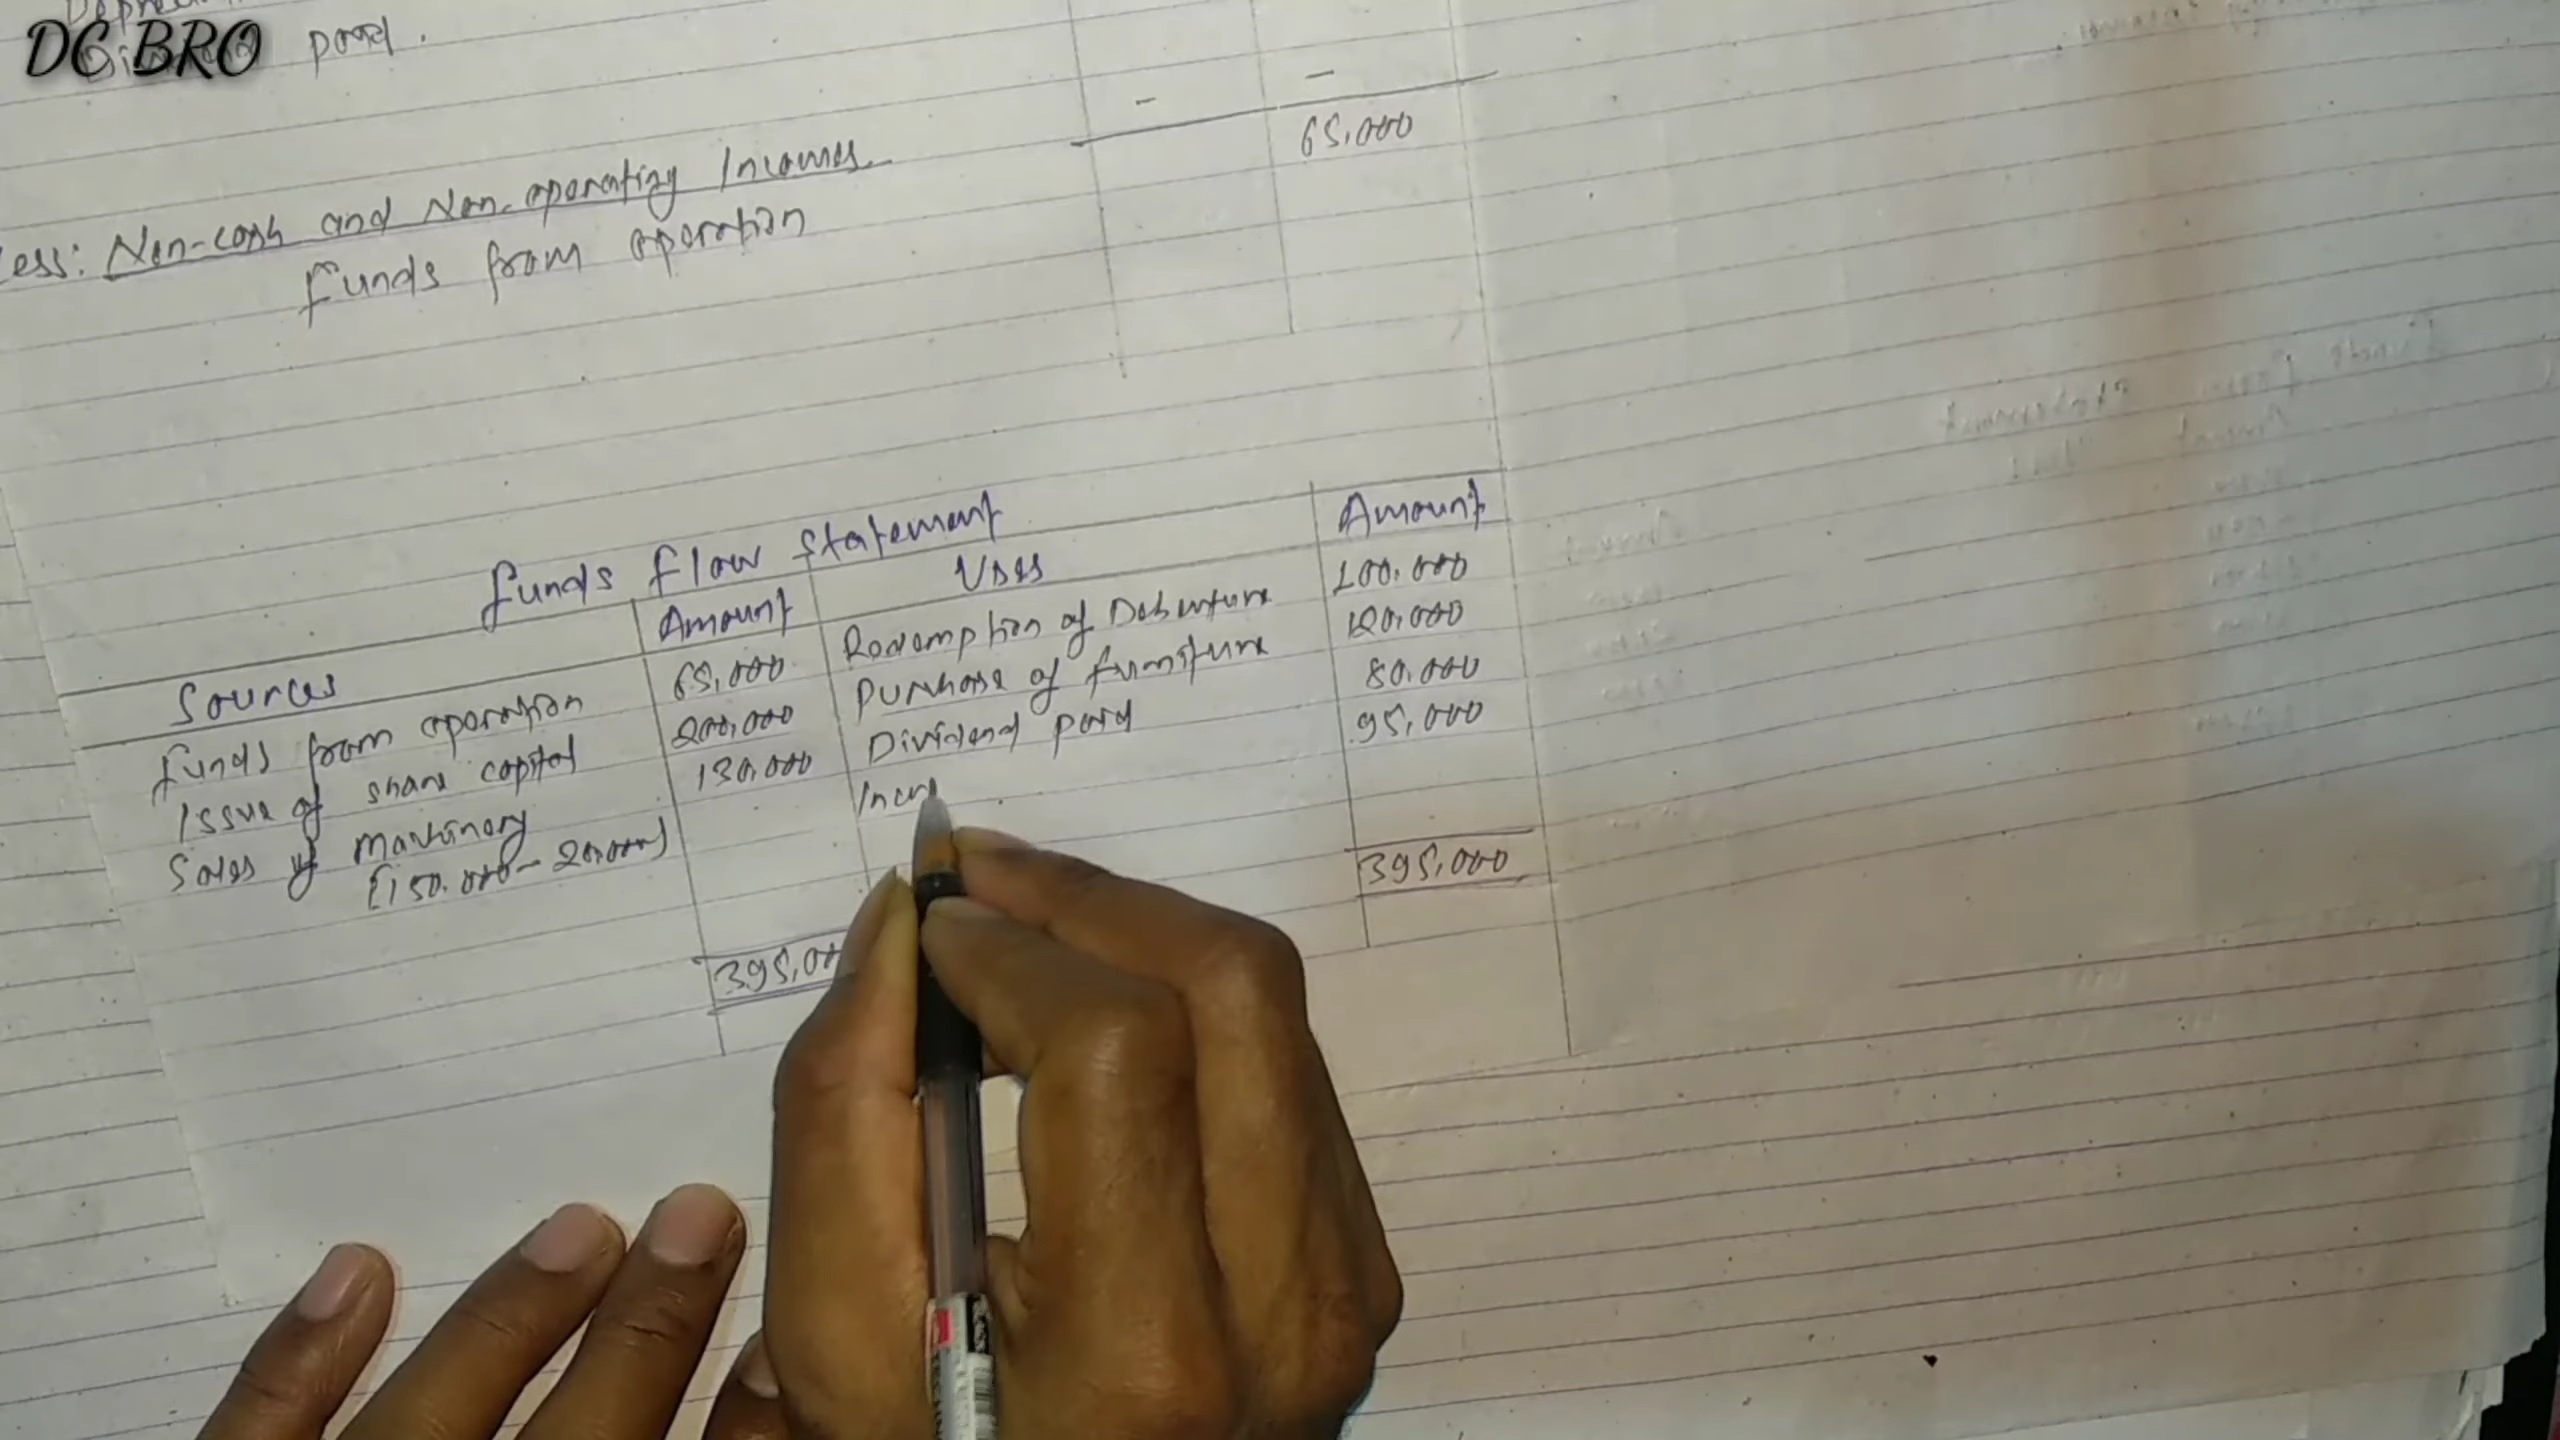 DC BRO
paid.
-
-
65,000
Less: Non-cash and Non-operating Incomes
Funds from operation
Funds Flow Statement
Sources Amount Uses Amount
Funds from operation 65,000 Redemption of Debenture 100,000
Issue of share capital 200,000 Purchase of furniture 120,000
Sales of machinery 130,000 Dividend paid 80,000
[150,000-20,000] Incr 95,000
395,00 395,000